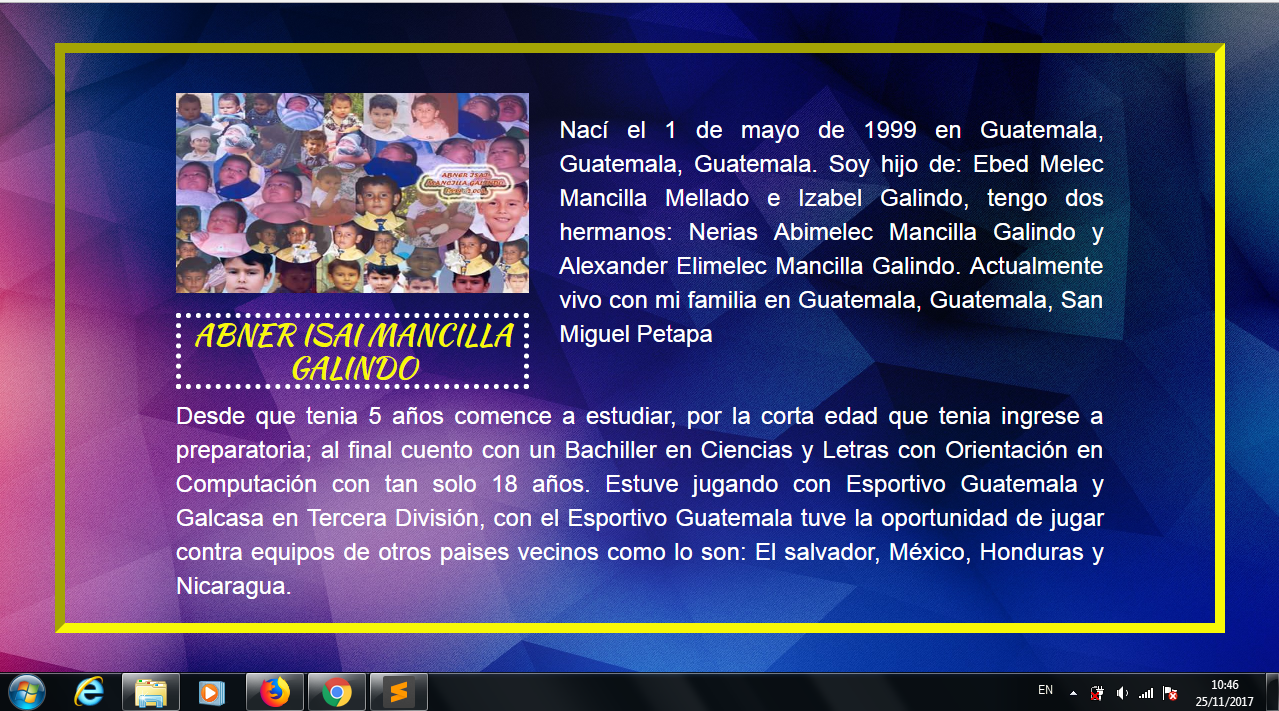 ABNER ISAI
MANCILLA GALINDO
Nací el 1 de mayo de 1999 en Guatemala,
Guatemala, Guatemala. Soy hijo de: Ebed Melec
Mancilla Mellado e Izabel Galindo, tengo dos
hermanos: Nerias Abimelec Mancilla Galindo y
Alexander Elimelec Mancilla Galindo. Actualmente
vivo con mi familia en Guatemala, Guatemala, San
Miguel Petapa
ABNER ISAI MANCILLA
GALINDO
Desde que tenia 5 años comence a estudiar, por la corta edad que tenia ingrese a
preparatoria; al final cuento con un Bachiller en Ciencias y Letras con Orientación en
Computación con tan solo 18 años. Estuve jugando con Esportivo Guatemala y
Galcasa en Tercera División, con el Esportivo Guatemala tuve la oportunidad de jugar
contra equipos de otros paises vecinos como lo son: El salvador, México, Honduras y
Nicaragua.
EN
10:46
25/11/2017